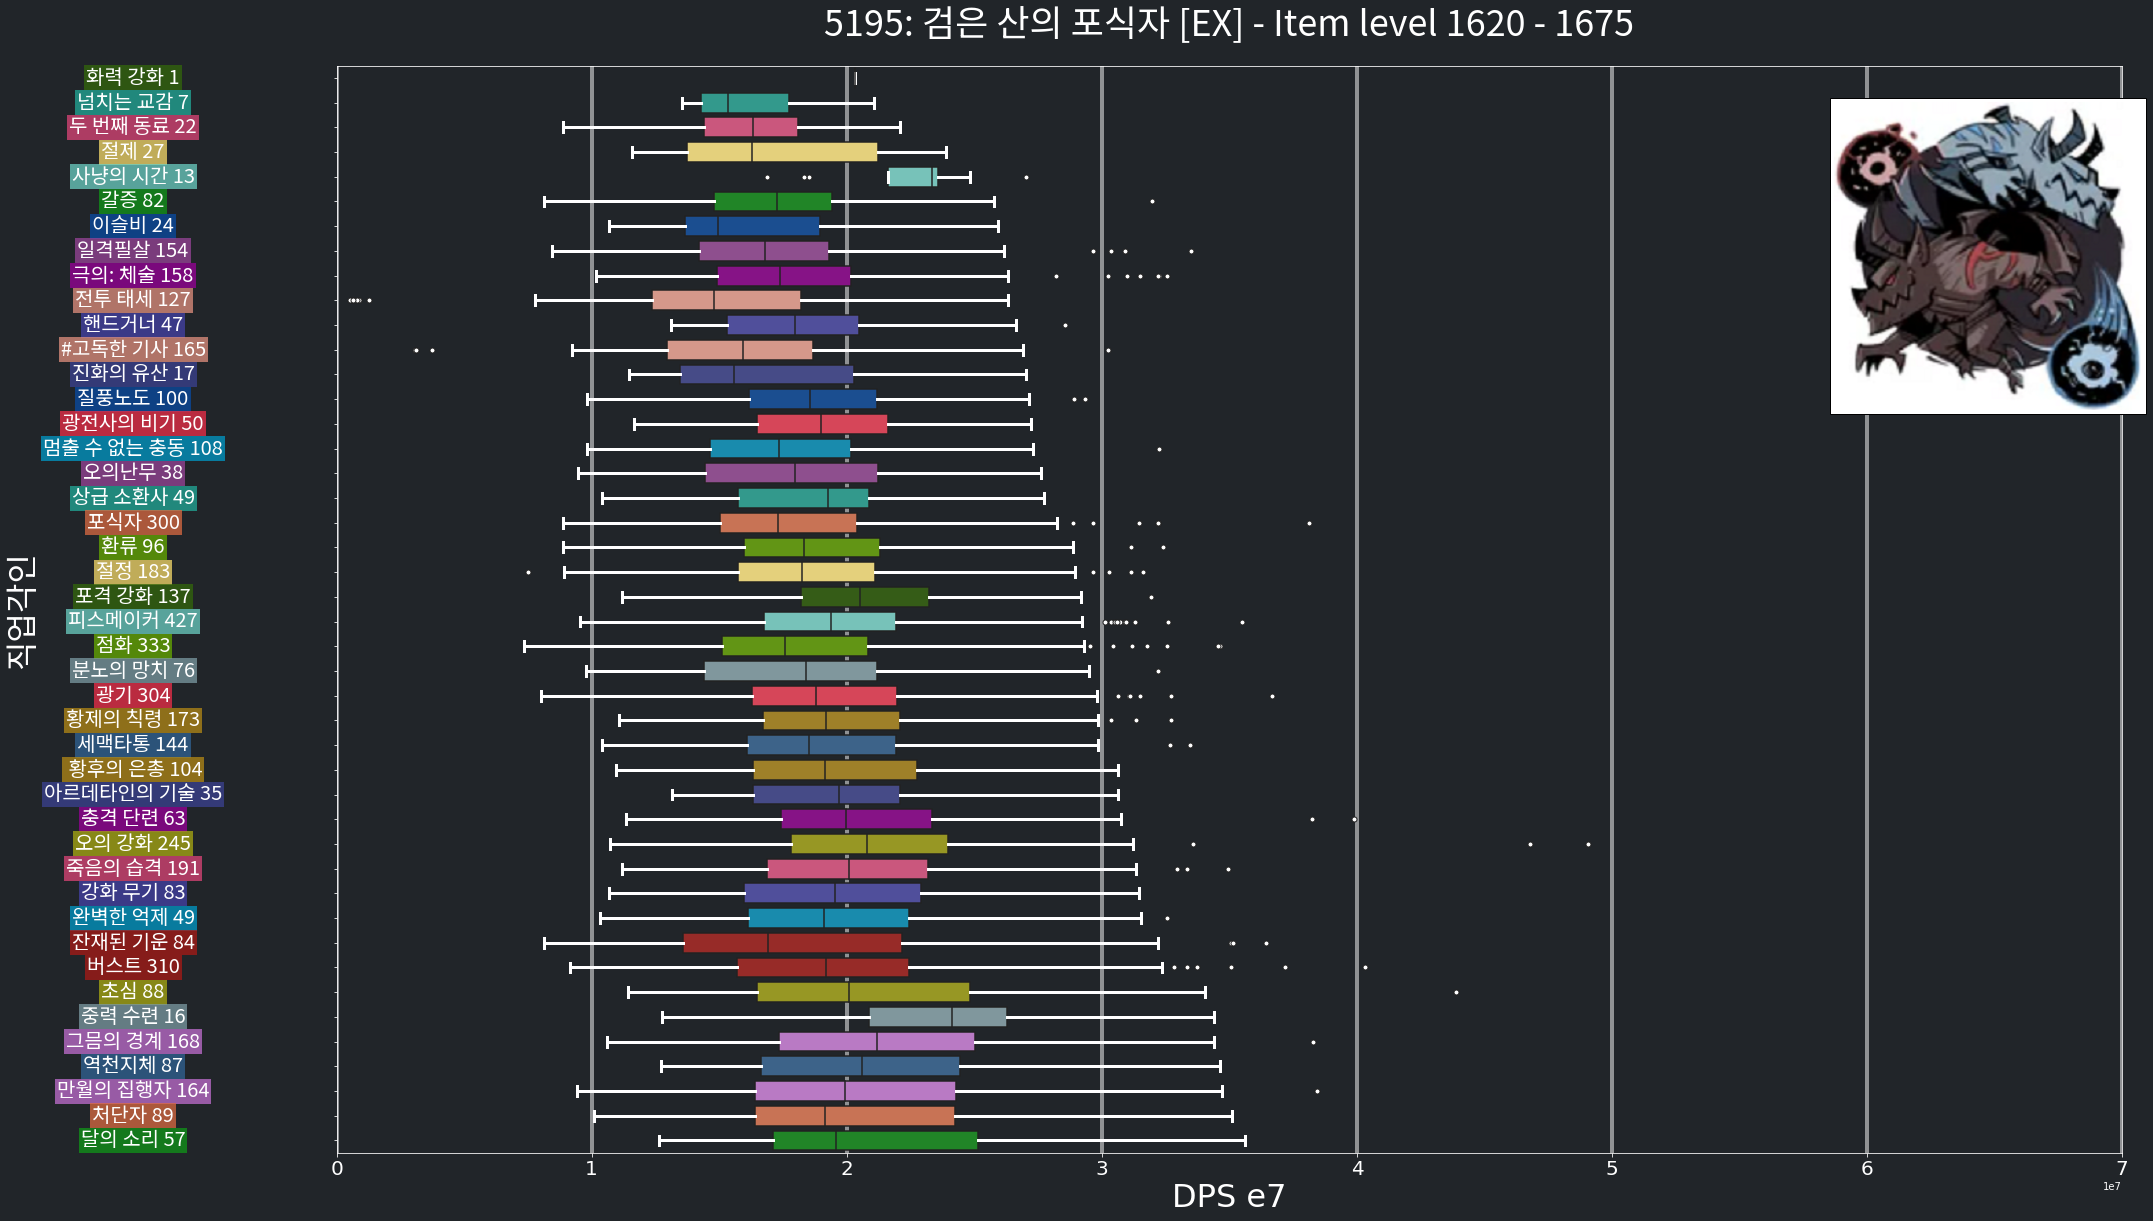 5195: 검은 산의 포식자 [EX] - Item level 1620 - 1675
화력 강화 1
넘치는 교감 7
두 번째 동료 22
절제 27
사냥의 시간 13
갈증 82
이슬비 24
일격필살 154
극의: 체술 158
전투 태세 127
핸드거너 47
#고독한 기사 165
진화의 유산 17
질풍노도 100
광전사의 비기 50
멈출 수 없는 충동 108
오의난무 38
상급 소환사 49
포식자 300
환류 96
절정 183
포격 강화 137
피스메이커 427
점화 333
분노의 망치 76
광기 304
황제의 칙령 173
세맥타통 144
황후의 은총 104
아르데타인의 기술 35
충격 단련 63
오의 강화 245
죽음의 습격 191
강화 무기 83
완벽한 억제 49
잔재된 기운 84
버스트 310
초심 88
중력 수련 16
그믐의 경계 168
역천지체 87
만월의 집행자 164
처단자 89
달의 소리 57
직업각인
0 1 2 3 4 5 6 7
1e7
DPS e7